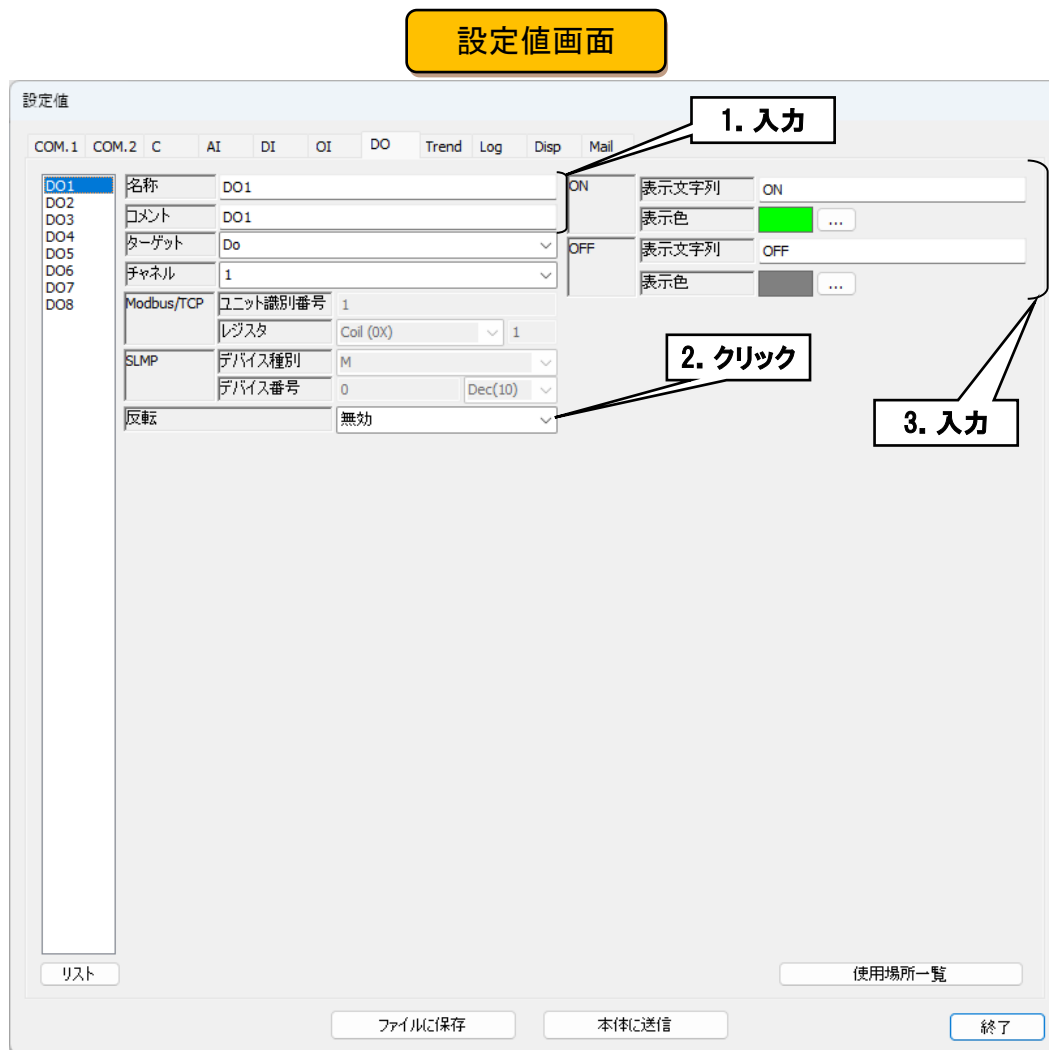 設定値画面
設定値
1. 入力
COM.1 COM.2 C AI DI OI DO Trend Log Disp Mail
DO1
DO2
DO3
DO4
DO5
DO6
DO7
DO8
名称 DO1
コメント DO1
ターゲット Do
チャネル 1
Modbus/TCP ユニット識別番号 1
レジスタ Coil (0X) 1
SLMP デバイス種別 M
デバイス番号 0 Dec(10)
反転 無効
ON 表示文字列 ON
表示色 ...
OFF 表示文字列 OFF
表示色 ...
2. クリック
3. 入力
リスト 使用場所一覧
ファイルに保存 本体に送信 終了